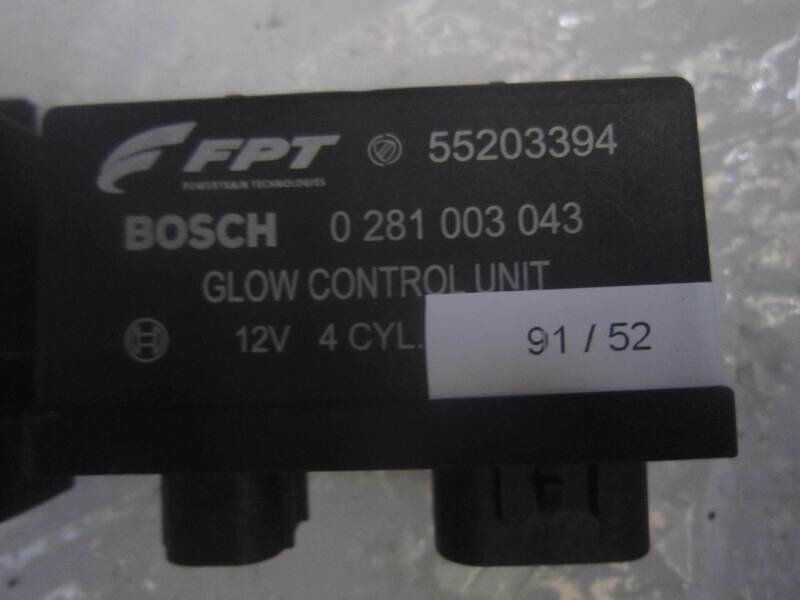 FPT 55203394
POWERTRAIN TECHNOLOGIES
BOSCH 0 281 003 043
GLOW CONTROL UNIT
12V 4 CYL. 91 / 52